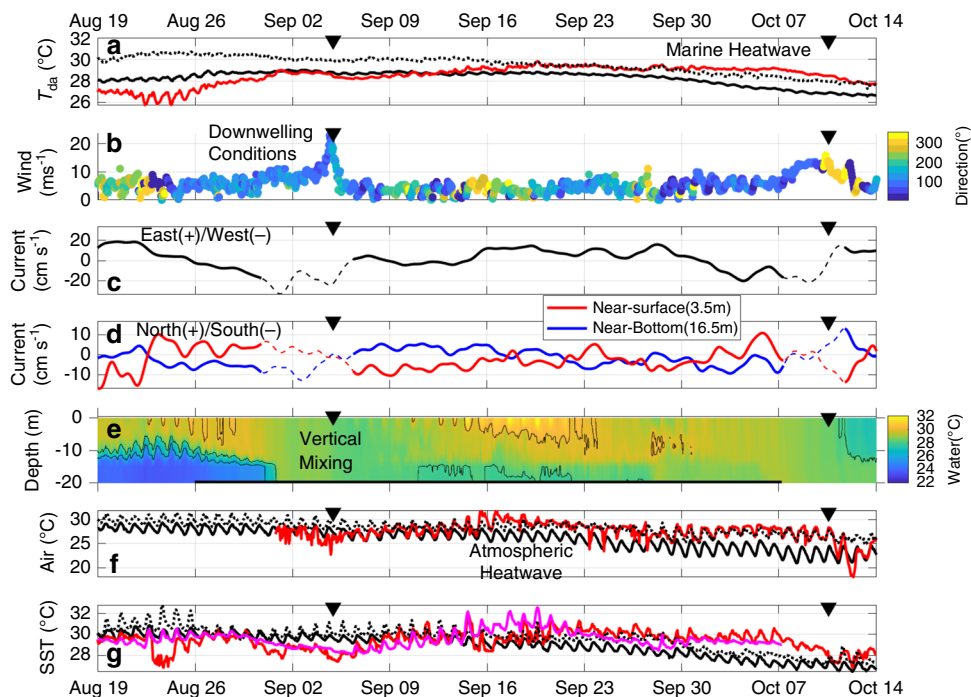 Aug 19 Aug 26 Sep 02 Sep 09 Sep 16 Sep 23 Sep 30 Oct 07 Oct 14
a
Marine Heatwave
Tda (°C)
32
30
28
26
b
Downwelling
Conditions
Wind
(ms-1)
20
10
0
300
200
100
Direction(°)
c
East(+)/West(–)
Current
(cm s-1)
20
0
–20
d
North(+)/South(–)
Near-surface(3.5m)
Near-Bottom(16.5m)
Current
(cm s-1)
10
0
–10
e
Vertical
Mixing
Depth (m)
0
–10
–20
32
30
28
26
24
22
Water(°C)
f
Atmospheric
Heatwave
Air (°C)
30
25
20
g
SST (°C)
32
30
28
Aug 19 Aug 26 Sep 02 Sep 09 Sep 16 Sep 23 Sep 30 Oct 07 Oct 14